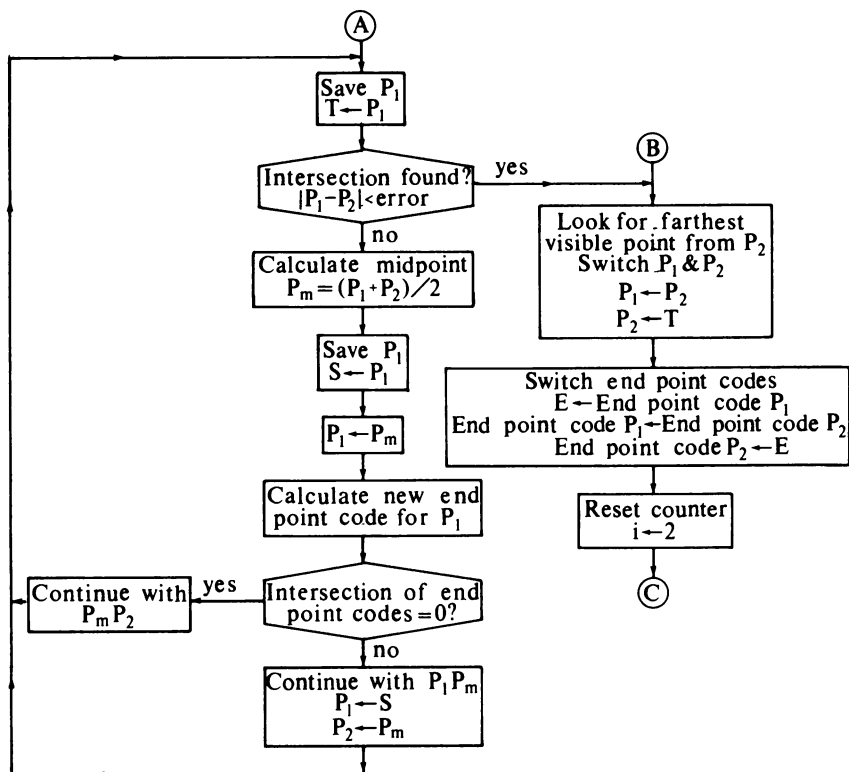 A
Save P₁
T←P₁
Intersection found?
|P₁−P₂|<error
yes
no
Calculate midpoint
Pₘ=(P₁+P₂)/2
Save P₁
S←P₁
P₁←Pₘ
Calculate new end
point code for P₁
Intersection of end
point codes=0?
yes
Continue with
PₘP₂
no
Continue with P₁Pₘ
P₁←S
P₂←Pₘ
B
Look for farthest
visible point from P₂
Switch P₁ & P₂
P₁←P₂
P₂←T
Switch end point codes
E←End point code P₁
End point code P₁←End point code P₂
End point code P₂←E
Reset counter
i←2
C